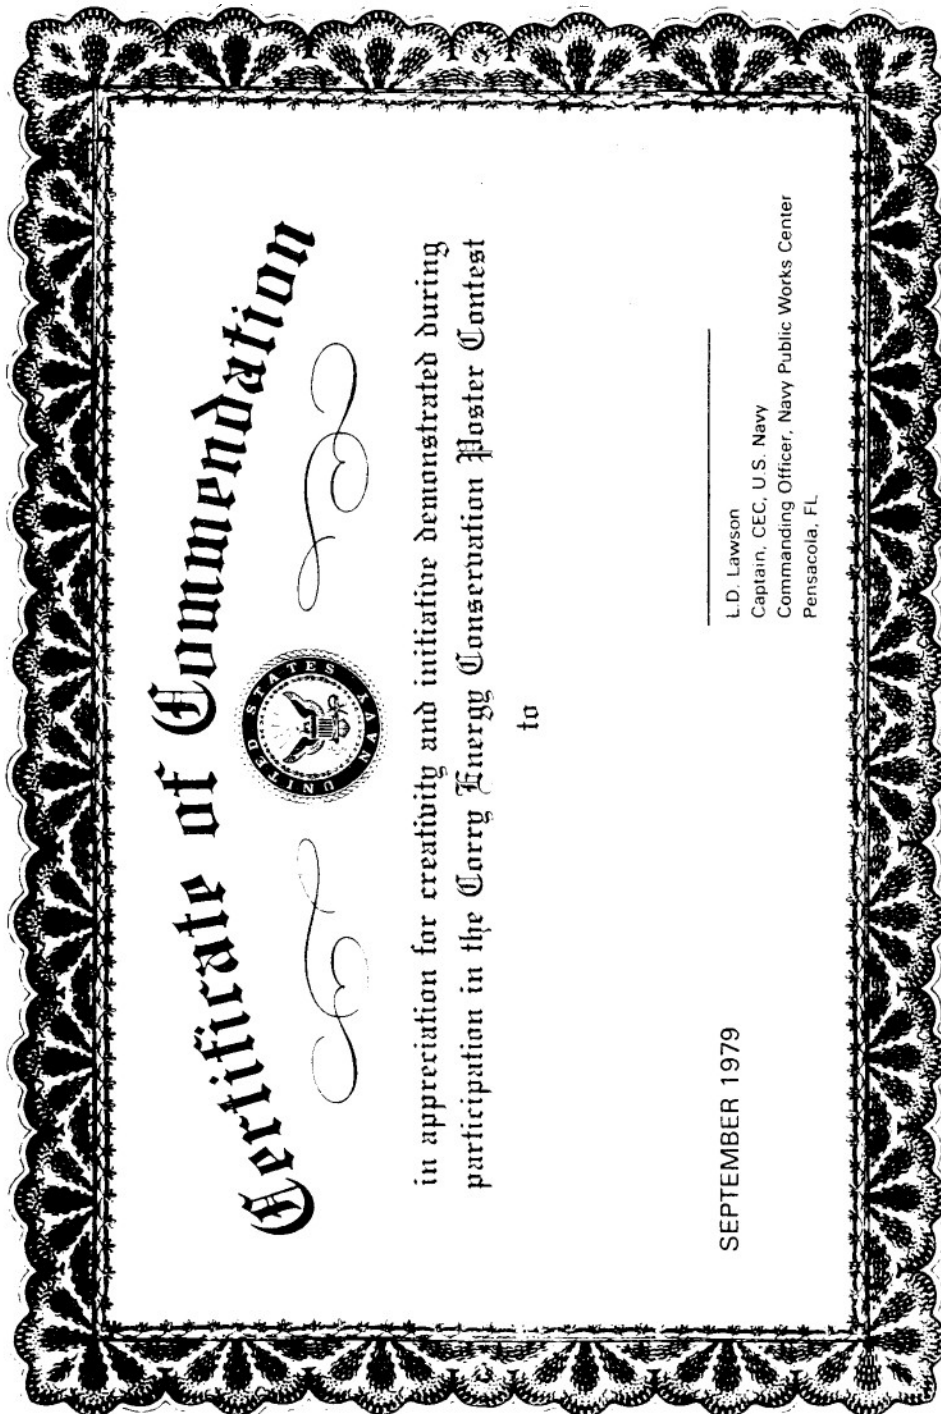 Certificate of Commendation
UNITED STATES NAVY
in appreciation for creativity and initiative demonstrated during
participation in the Corry Energy Conservation Poster Contest
to
SEPTEMBER 1979
L.D. Lawson
Captain, CEC, U.S. Navy
Commanding Officer, Navy Public Works Center
Pensacola, FL